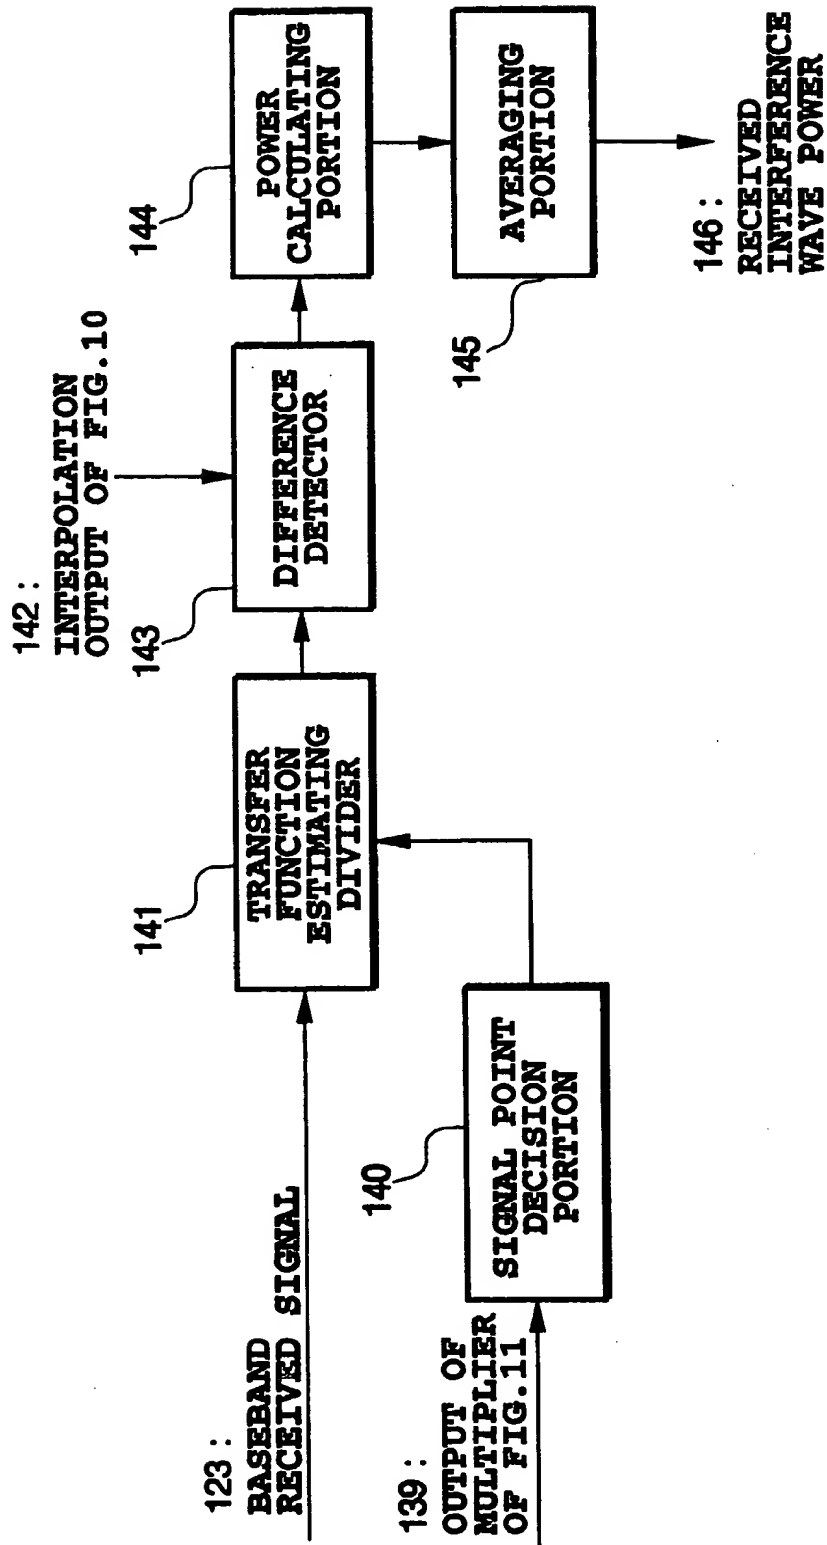 123 :
BASEBAND
RECEIVED SIGNAL
139 :
OUTPUT OF
MULTIPLIER
OF FIG.11
140
SIGNAL POINT
DECISION
PORTION
141
TRANSFER
FUNCTION
ESTIMATING
DIVIDER
142 :
INTERPOLATION
OUTPUT OF FIG.10
143
DIFFERENCE
DETECTOR
144
POWER
CALCULATING
PORTION
145
AVERAGING
PORTION
146 :
RECEIVED
INTERFERENCE
WAVE POWER